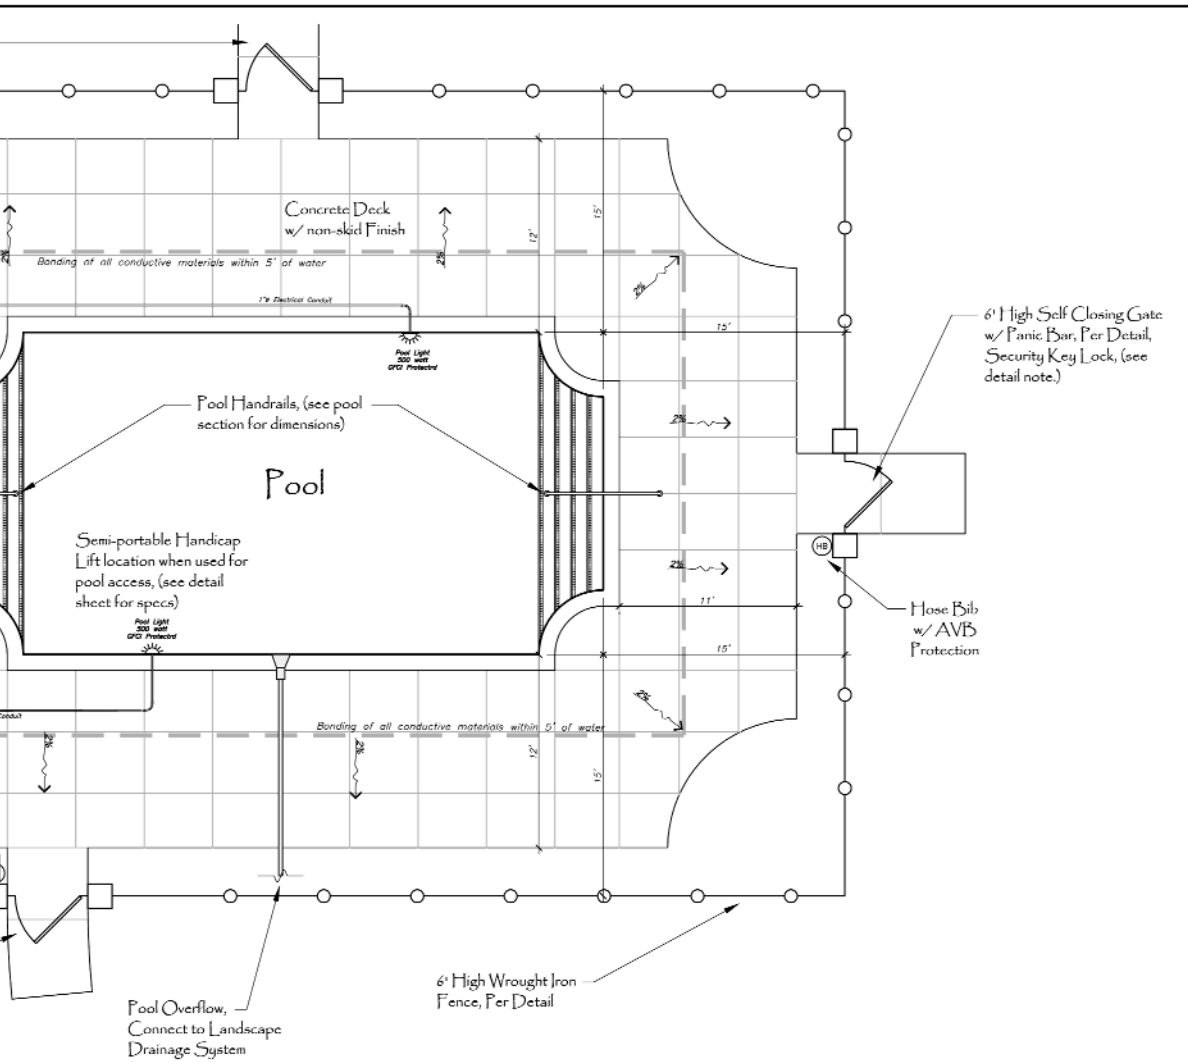 Concrete Deck
w/ non-skid Finish
15'
12'
2%
2%
Bonding of all conductive materials within 5' of water
2%
1"ø Electrical Conduit
15'
6' High Self Closing Gate
w/ Panic Bar, Per Detail,
Security Key Lock, (see
detail note.)
Pool Light
500 watt
GFCI Protectrd
Pool Handrails, (see pool
section for dimensions)
2%
Pool
Semi-portable Handicap
Lift location when used for
pool access, (see detail
sheet for specs)
HB
2%
11'
Hose Bib
w/ AVB
Protection
Pool Light
500 watt
GFCI Protectrd
15'
2%
Conduit
Bonding of all conductive materials within 5' of water
2%
2%
12'
15'
6' High Wrought Iron
Fence, Per Detail
Pool Overflow,
Connect to Landscape
Drainage System